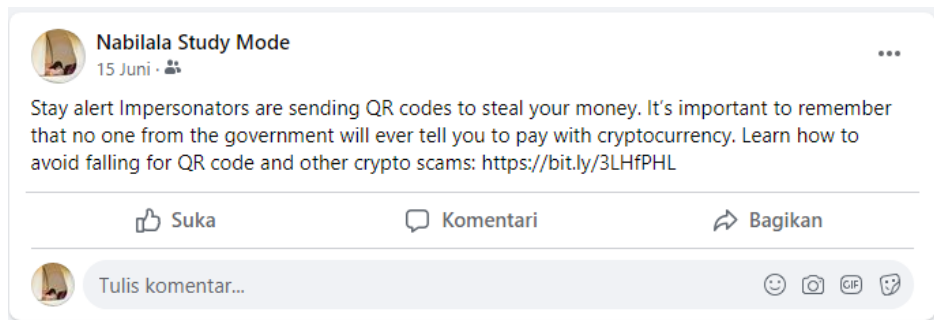 Nabilala Study Mode
15 Juni ·
Stay alert Impersonators are sending QR codes to steal your money. It's important to remember
that no one from the government will ever tell you to pay with cryptocurrency. Learn how to
avoid falling for QR code and other crypto scams: https://bit.ly/3LHfPHL
Suka Komentari Bagikan
Tulis komentar...
GIF